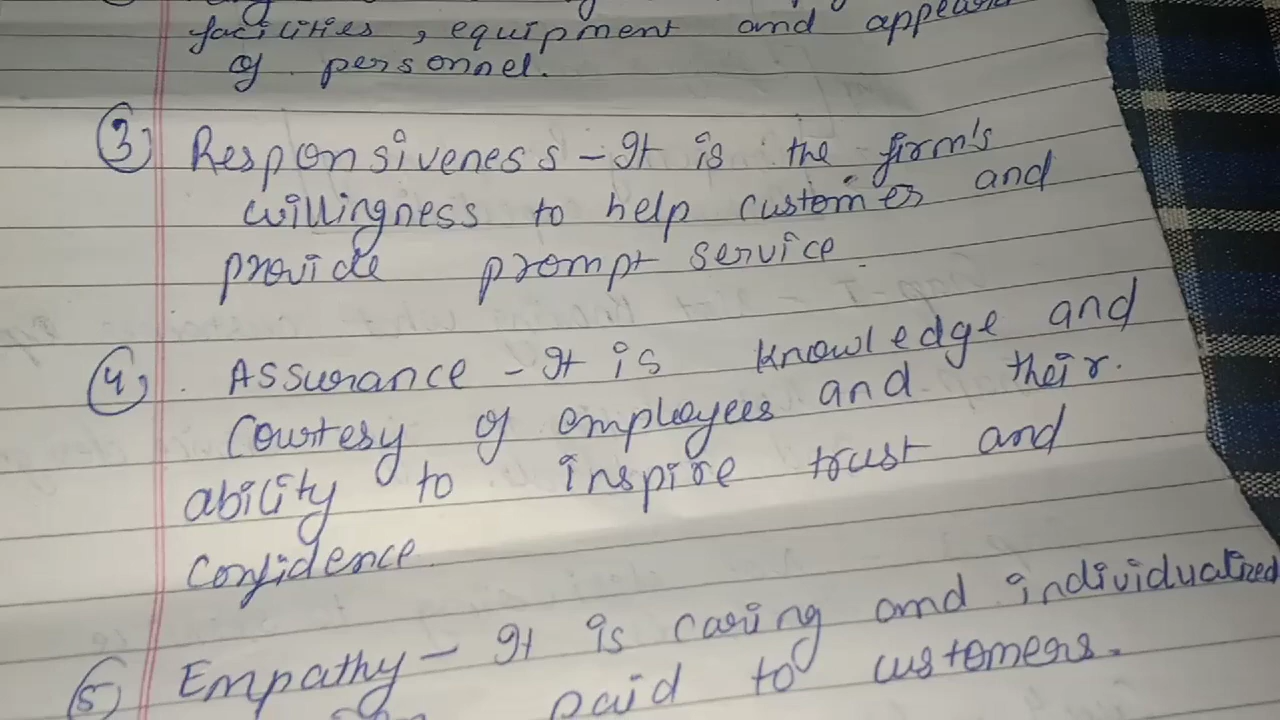 facilities, equipment and
of personnel.
③ Responsiveness - It is the firm's
willingness to help customers and
provide prompt service.
④ . Assurance - It is knowledge and
Courtesy of employees and their.
ability to inspire trust and
Confidence.
⑤ Empathy - It is caring and individualized
paid to customers.